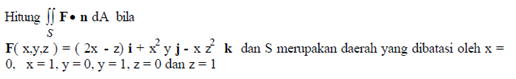 Hitung ∬ F• n dA bila
S
F( x,y,z ) = ( 2x - z) i + x² y j - x z² k dan S merupakan daerah yang dibatasi oleh x =
0, x = 1, y = 0, y = 1, z = 0 dan z = 1